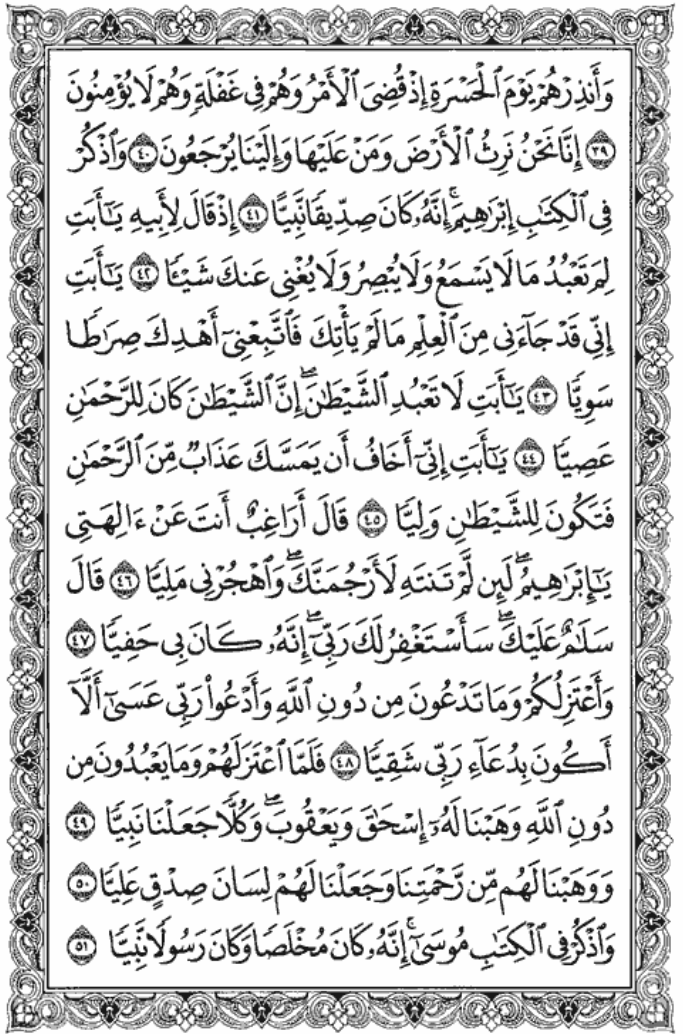 وَأَنذِرْهُمْ يَوْمَ ٱلْحَسْرَةِ إِذْ قُضِىَ ٱلْأَمْرُ وَهُمْ فِى غَفْلَةٍ وَهُمْ لَا يُؤْمِنُونَ
٣٩ إِنَّا نَحْنُ نَرِثُ ٱلْأَرْضَ وَمَنْ عَلَيْهَا وَإِلَيْنَا يُرْجَعُونَ ٤٠ وَٱذْكُرْ
فِى ٱلْكِتَٰبِ إِبْرَٰهِيمَ ۚ إِنَّهُۥ كَانَ صِدِّيقًا نَّبِيًّا ٤١ إِذْ قَالَ لِأَبِيهِ يَٰٓأَبَتِ
لِمَ تَعْبُدُ مَا لَا يَسْمَعُ وَلَا يُبْصِرُ وَلَا يُغْنِى عَنكَ شَيْـًٔا ٤٢ يَٰٓأَبَتِ
إِنِّى قَدْ جَآءَنِى مِنَ ٱلْعِلْمِ مَا لَمْ يَأْتِكَ فَٱتَّبِعْنِىٓ أَهْدِكَ صِرَٰطًا
سَوِيًّا ٤٣ يَٰٓأَبَتِ لَا تَعْبُدِ ٱلشَّيْطَٰنَ ۖ إِنَّ ٱلشَّيْطَٰنَ كَانَ لِلرَّحْمَٰنِ
عَصِيًّا ٤٤ يَٰٓأَبَتِ إِنِّىٓ أَخَافُ أَن يَمَسَّكَ عَذَابٌ مِّنَ ٱلرَّحْمَٰنِ
فَتَكُونَ لِلشَّيْطَٰنِ وَلِيًّا ٤٥ قَالَ أَرَاغِبٌ أَنتَ عَنْ ءَالِهَتِى
يَٰٓإِبْرَٰهِيمُ ۖ لَئِن لَّمْ تَنتَهِ لَأَرْجُمَنَّكَ ۖ وَٱهْجُرْنِى مَلِيًّا ٤٦ قَالَ
سَلَٰمٌ عَلَيْكَ ۖ سَأَسْتَغْفِرُ لَكَ رَبِّىٓ ۖ إِنَّهُۥ كَانَ بِى حَفِيًّا ٤٧
وَأَعْتَزِلُكُمْ وَمَا تَدْعُونَ مِن دُونِ ٱللَّهِ وَأَدْعُوا۟ رَبِّى عَسَىٰٓ أَلَّآ
أَكُونَ بِدُعَآءِ رَبِّى شَقِيًّا ٤٨ فَلَمَّا ٱعْتَزَلَهُمْ وَمَا يَعْبُدُونَ مِن
دُونِ ٱللَّهِ وَهَبْنَا لَهُۥٓ إِسْحَٰقَ وَيَعْقُوبَ ۖ وَكُلًّا جَعَلْنَا نَبِيًّا ٤٩
وَوَهَبْنَا لَهُم مِّن رَّحْمَتِنَا وَجَعَلْنَا لَهُمْ لِسَانَ صِدْقٍ عَلِيًّا ٥٠
وَٱذْكُرْ فِى ٱلْكِتَٰبِ مُوسَىٰٓ ۚ إِنَّهُۥ كَانَ مُخْلَصًا وَكَانَ رَسُولًا نَّبِيًّا ٥١